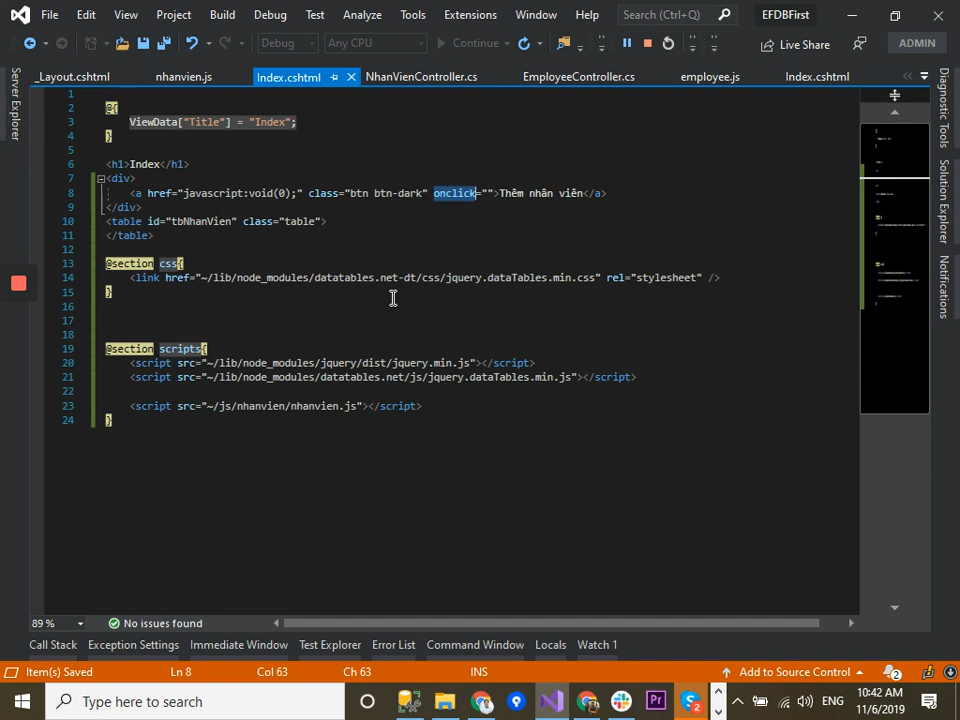 File Edit View Project Build Debug Test Analyze Tools Extensions Window Help Search (Ctrl+Q) EFDBFirst
Debug Any CPU Continue Live Share ADMIN
_Layout.cshtml nhanvien.js Index.cshtml NhanVienController.cs EmployeeController.cs employee.js Index.cshtml
Server Explorer
Diagnostic Tools
Solution Explorer
Notifications
1
2 @{
3 ViewData["Title"] = "Index";
4 }
5
6 <h1>Index</h1>
7 <div>
8 <a href="javascript:void(0);" class="btn btn-dark" onclick="">Thêm nhân viên</a>
9 </div>
10 <table id="tbNhanVien" class="table">
11 </table>
12
13 @section css{
14 <link href="~/lib/node_modules/datatables.net-dt/css/jquery.dataTables.min.css" rel="stylesheet" />
15 }
16
17
18
19 @section scripts{
20 <script src="~/lib/node_modules/jquery/dist/jquery.min.js"></script>
21 <script src="~/lib/node_modules/datatables.net/js/jquery.dataTables.min.js"></script>
22
23 <script src="~/js/nhanvien/nhanvien.js"></script>
24 }
89 % No issues found
Call Stack Exception Settings Immediate Window Test Explorer Error List Command Window Locals Watch 1
Item(s) Saved Ln 8 Col 63 Ch 63 INS Add to Source Control 2
Type here to search Pr S 2 ENG 10:42 AM
11/6/2019